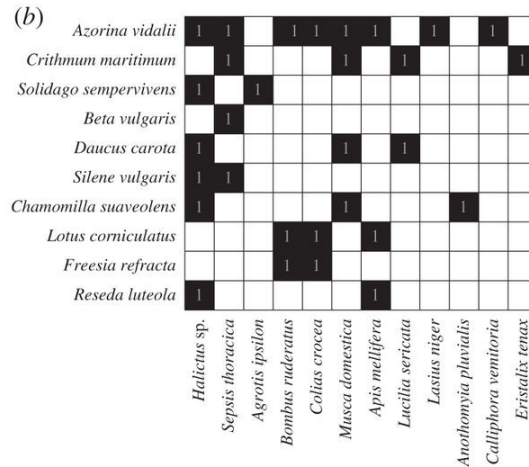 (b)
Azorina vidalii 1 1 1 1 1 1 1 1
Crithmum maritimum 1 1 1 1
Solidago sempervivens 1 1
Beta vulgaris 1
Daucus carota 1 1 1
Silene vulgaris 1 1
Chamomilla suaveolens 1 1 1
Lotus corniculatus 1 1 1
Freesia refracta 1 1
Reseda luteola 1 1
Halictus sp.
Sepsis thoracica
Agrotis ipsilon
Bombus ruderatus
Colias crocea
Musca domestica
Apis mellifera
Lucilia sericata
Lasius niger
Anothomyia pluvialis
Calliphora vemitoria
Eristalix tenax